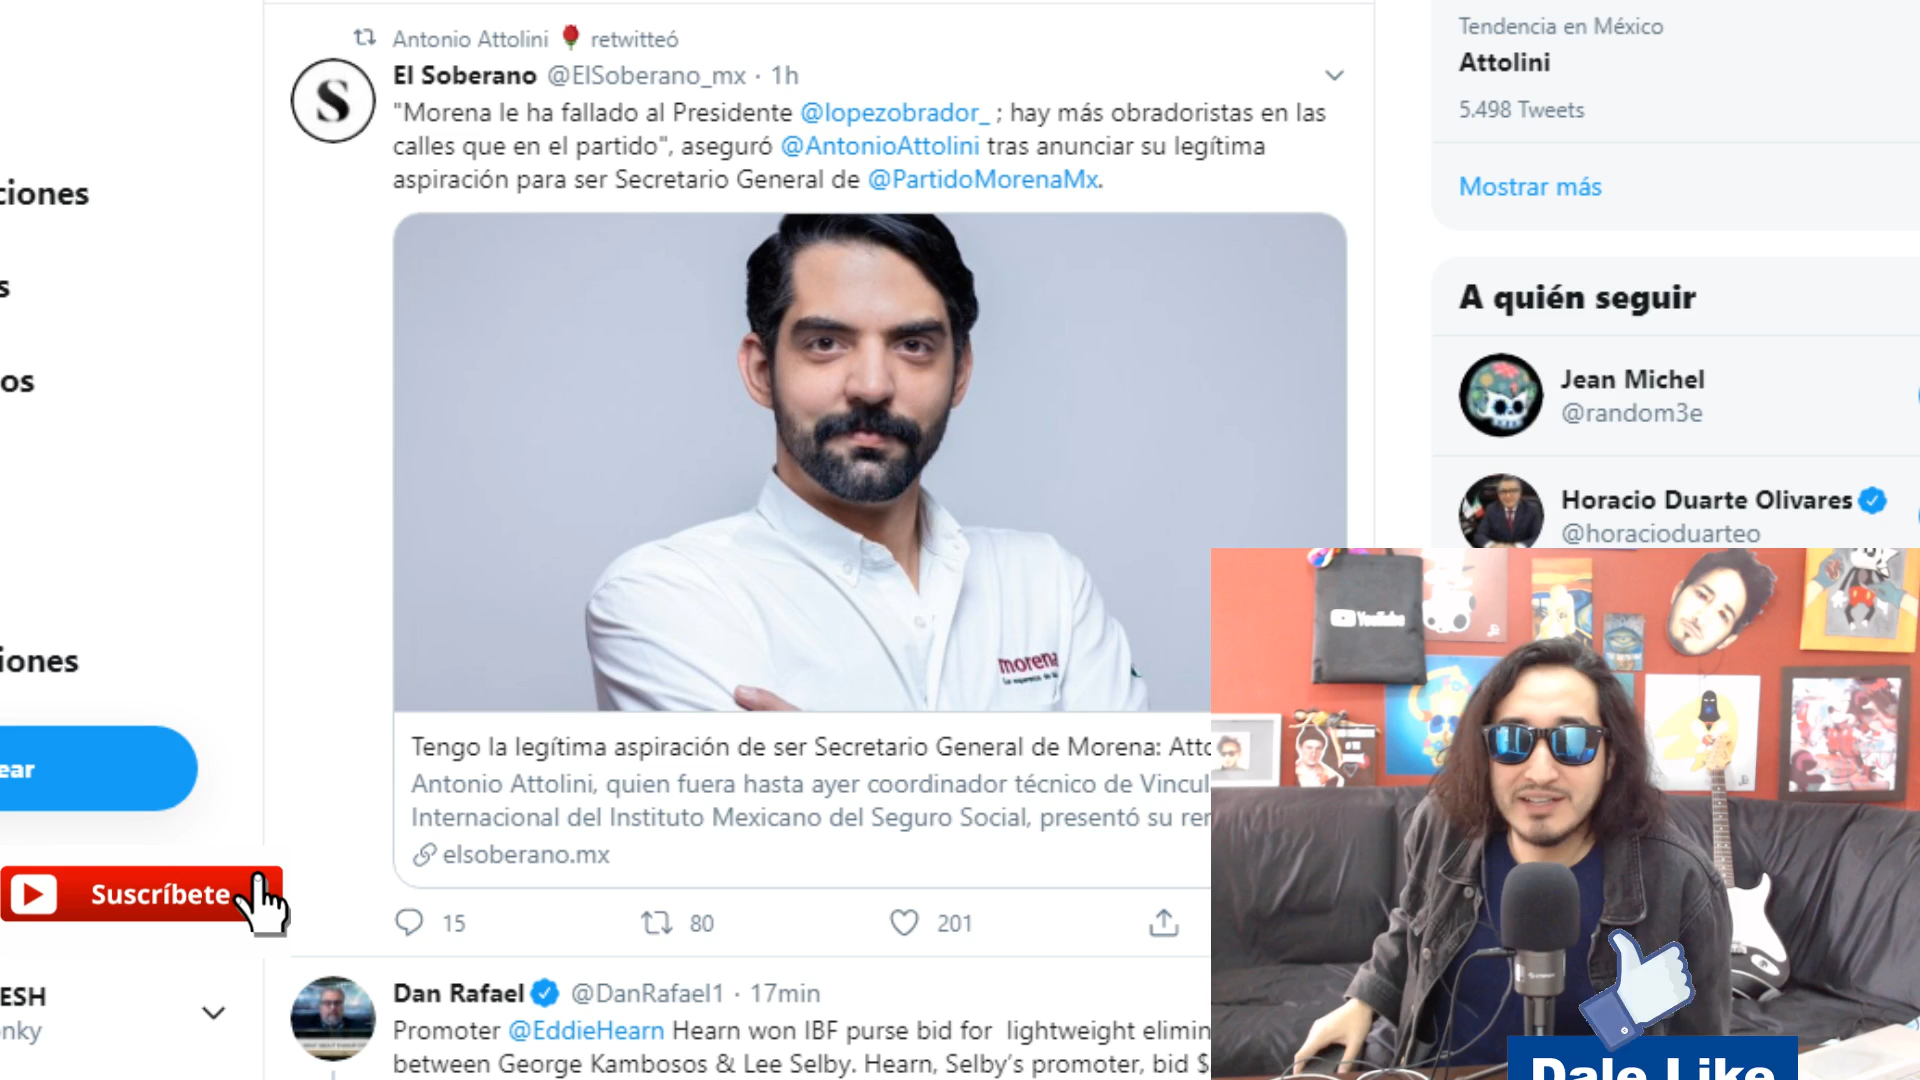 Antonio Attolini 🌹 retwitteó
El Soberano @ElSoberano_mx · 1h
"Morena le ha fallado al Presidente @lopezobrador_ ; hay más obradoristas en las
calles que en el partido", aseguró @AntonioAttolini tras anunciar su legítima
aspiración para ser Secretario General de @PartidoMorenaMx.
morena
Tengo la legítima aspiración de ser Secretario General de Morena: Atto
Antonio Attolini, quien fuera hasta ayer coordinador técnico de Vincul
Internacional del Instituto Mexicano del Seguro Social, presentó su ren
elsoberano.mx
15
80
201
Dan Rafael @DanRafael1 · 17min
Promoter @EddieHearn Hearn won IBF purse bid for lightweight elimin
between George Kambosos & Lee Selby. Hearn, Selby's promoter, bid $
ciones
s
os
iones
ear
Suscríbete
ESH
onky
Tendencia en México
Attolini
5.498 Tweets
Mostrar más
A quién seguir
Jean Michel
@random3e
Horacio Duarte Olivares
@horacioduarteo
YouTube
Dale Like